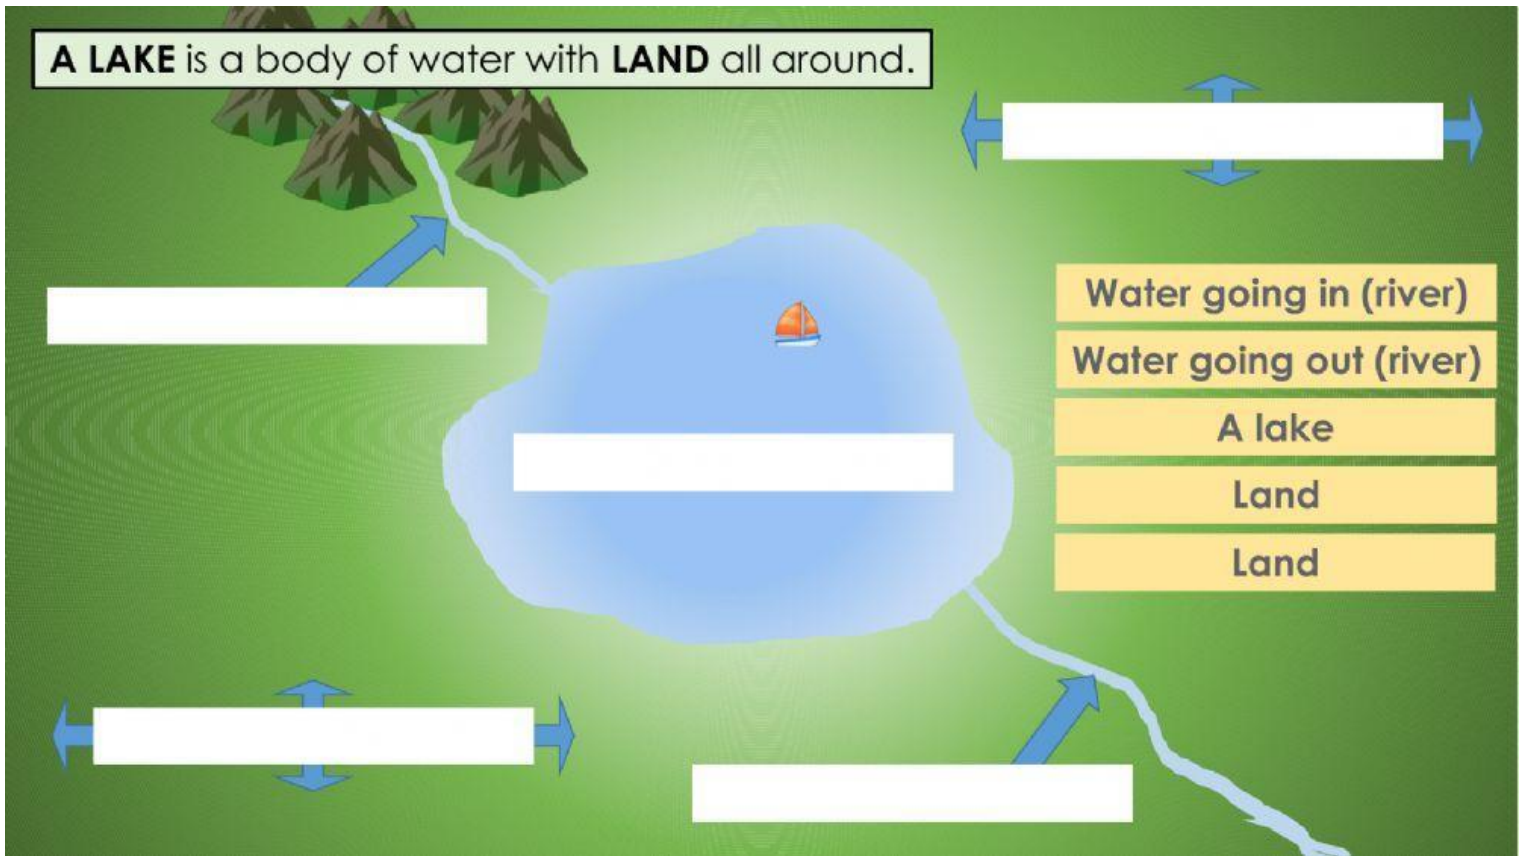 A LAKE is a body of water with LAND all around.
Water going in (river)
Water going out (river)
A lake
Land
Land